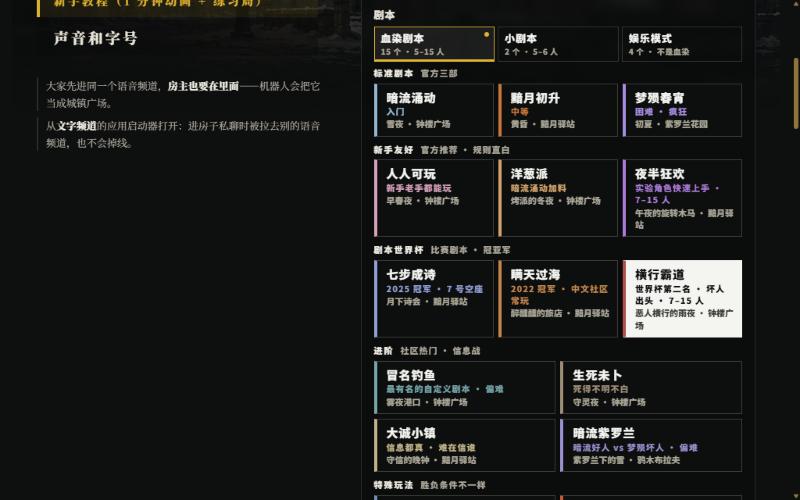 新手教程（1 分钟动画 + 练习局）
声音和字号
大家先进同一个语音频道，房主也要在里面——机器人会把它
当成城镇广场。
从文字频道的应用启动器打开：进房子私聊时被拉去别的语音
频道，也不会掉线。
剧本
血染剧本
15 个 · 5-15人
小剧本
2 个 · 5-6 人
娱乐模式
4 个 · 不是血染
标准剧本 官方三部
暗流涌动
入门
雪夜 · 钟楼广场
黯月初升
中等
黄昏 · 黯月驿站
梦殒春宵
困难 · 疯狂
初夏 · 紫罗兰花园
新手友好 官方推荐 · 规则直白
人人可玩
新手老手都能玩
早春夜 · 钟楼广场
洋葱派
暗流涌动加料
烤派的冬夜 · 钟楼广场
夜半狂欢
实验角色快速上手 ·
7-15 人
午夜的旋转木马 · 黯月驿
站
剧本世界杯 比赛剧本 · 冠亚军
七步成诗
2025 冠军 · 7 号空座
月下诗会 · 黯月驿站
瞒天过海
2022 冠军 · 中文社区
常玩
醉醺醺的旅店 · 黯月驿站
横行霸道
世界杯第二名 · 坏人
出头 · 7-15 人
恶人横行的雨夜 · 钟楼广
场
进阶 社区热门 · 信息战
冒名钓鱼
最有名的自定义剧本 · 偏难
雾夜港口 · 钟楼广场
生死未卜
死得不明不白
守灵夜 · 钟楼广场
大诚小镇
信息都真 · 难在信谁
守信的晚钟 · 黯月驿站
暗流紫罗兰
暗流好人 vs 梦殒坏人 · 偏难
紫罗兰下的雪 · 鸦木布拉夫
特殊玩法 胜负条件不一样